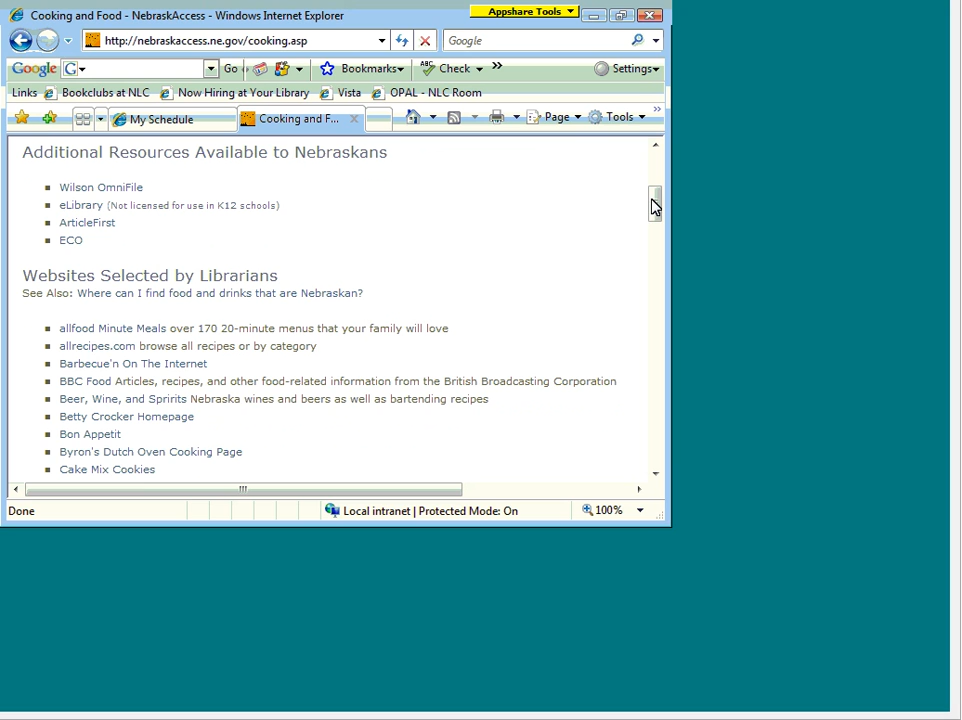 Cooking and Food - NebraskAccess - Windows Internet Explorer
Appshare Tools
http://nebraskaccess.ne.gov/cooking.asp
Google
Google G Go Bookmarks ABC Check » Settings
Links Bookclubs at NLC Now Hiring at Your Library Vista OPAL - NLC Room
My Schedule Cooking and F... Page Tools »
Additional Resources Available to Nebraskans
Wilson OmniFile
eLibrary (Not licensed for use in K12 schools)
ArticleFirst
ECO
Websites Selected by Librarians
See Also: Where can I find food and drinks that are Nebraskan?
allfood Minute Meals over 170 20-minute menus that your family will love
allrecipes.com browse all recipes or by category
Barbecue'n On The Internet
BBC Food Articles, recipes, and other food-related information from the British Broadcasting Corporation
Beer, Wine, and Spririts Nebraska wines and beers as well as bartending recipes
Betty Crocker Homepage
Bon Appetit
Byron's Dutch Oven Cooking Page
Cake Mix Cookies
Done Local intranet | Protected Mode: On 100%